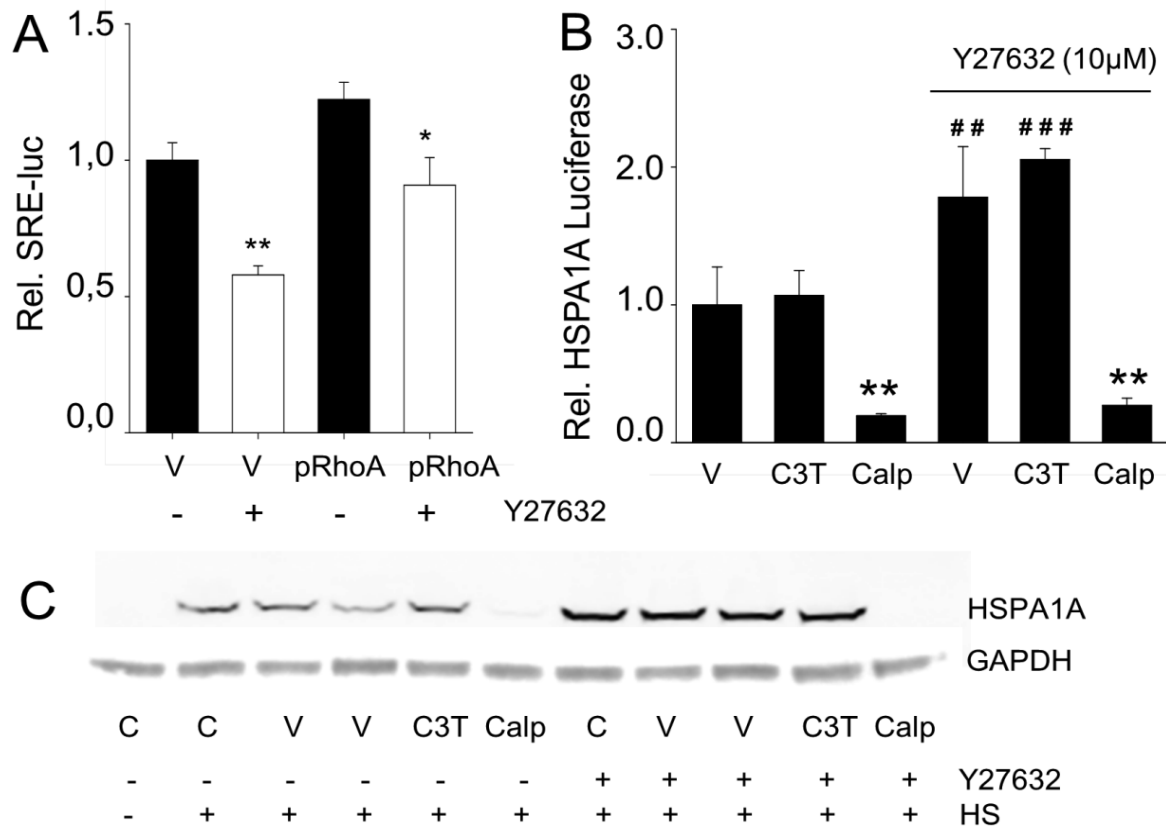 A
Rel. SRE-luc
1.5
1,0
0,5
0,0
**
*
V V pRhoA pRhoA
- + - + Y27632
B
Rel. HSPA1A Luciferase
3.0
2.0
1.0
0.0
Y27632 (10µM)
## ###
** **
V C3T Calp V C3T Calp
C
HSPA1A
GAPDH
C C V V C3T Calp C V V C3T Calp
- - - - - - + + + + + Y27632
- + + + + + + + + + + HS